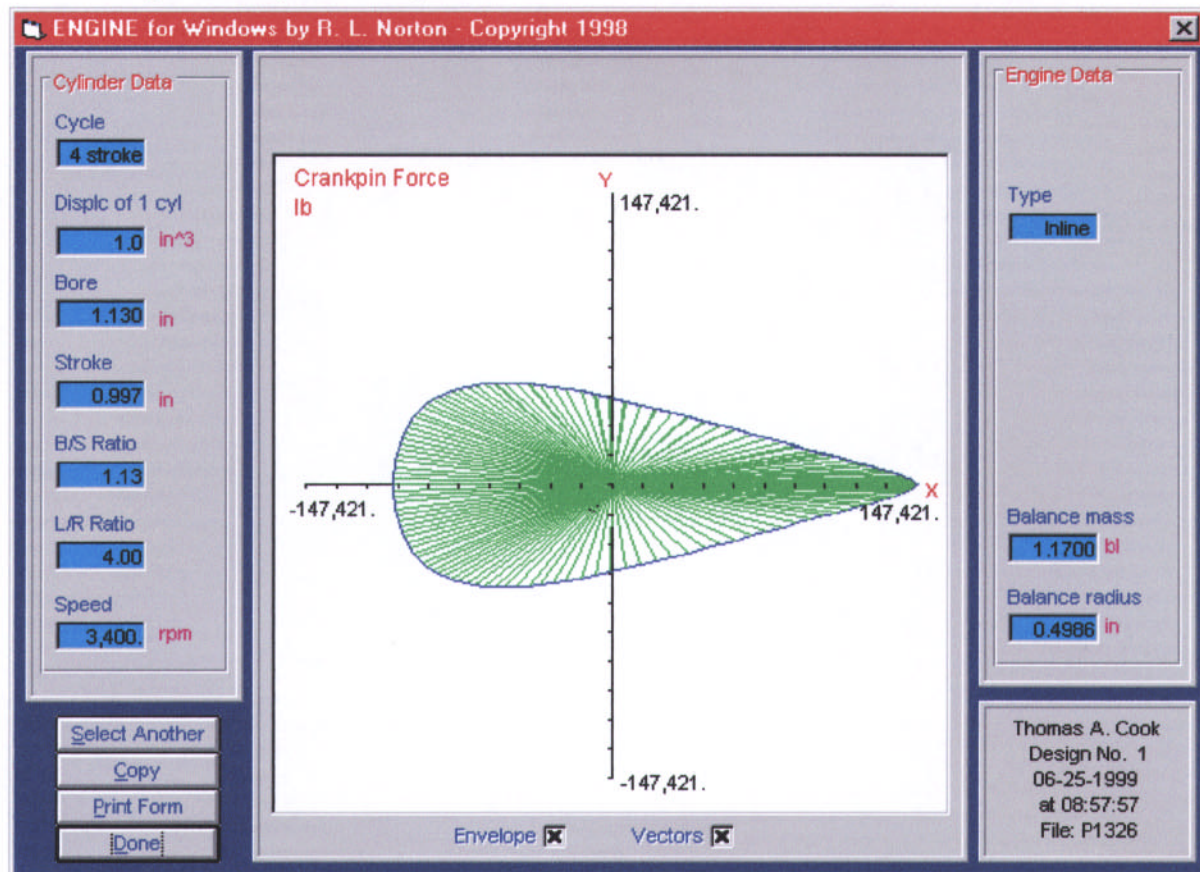 ENGINE for Windows by R. L. Norton - Copyright 1998
Cylinder Data
Cycle
4 stroke
Displc of 1 cyl
1.0 in^3
Bore
1.130 in
Stroke
0.997 in
B/S Ratio
1.13
L/R Ratio
4.00
Speed
3,400. rpm
Select Another
Copy
Print Form
Done
Crankpin Force
lb
Y
147,421.
-147,421.
X
147,421.
-147,421.
Envelope
Vectors
Engine Data
Type
Inline
Balance mass
1.1700 bl
Balance radius
0.4986 in
Thomas A. Cook
Design No. 1
06-25-1999
at 08:57:57
File: P1326